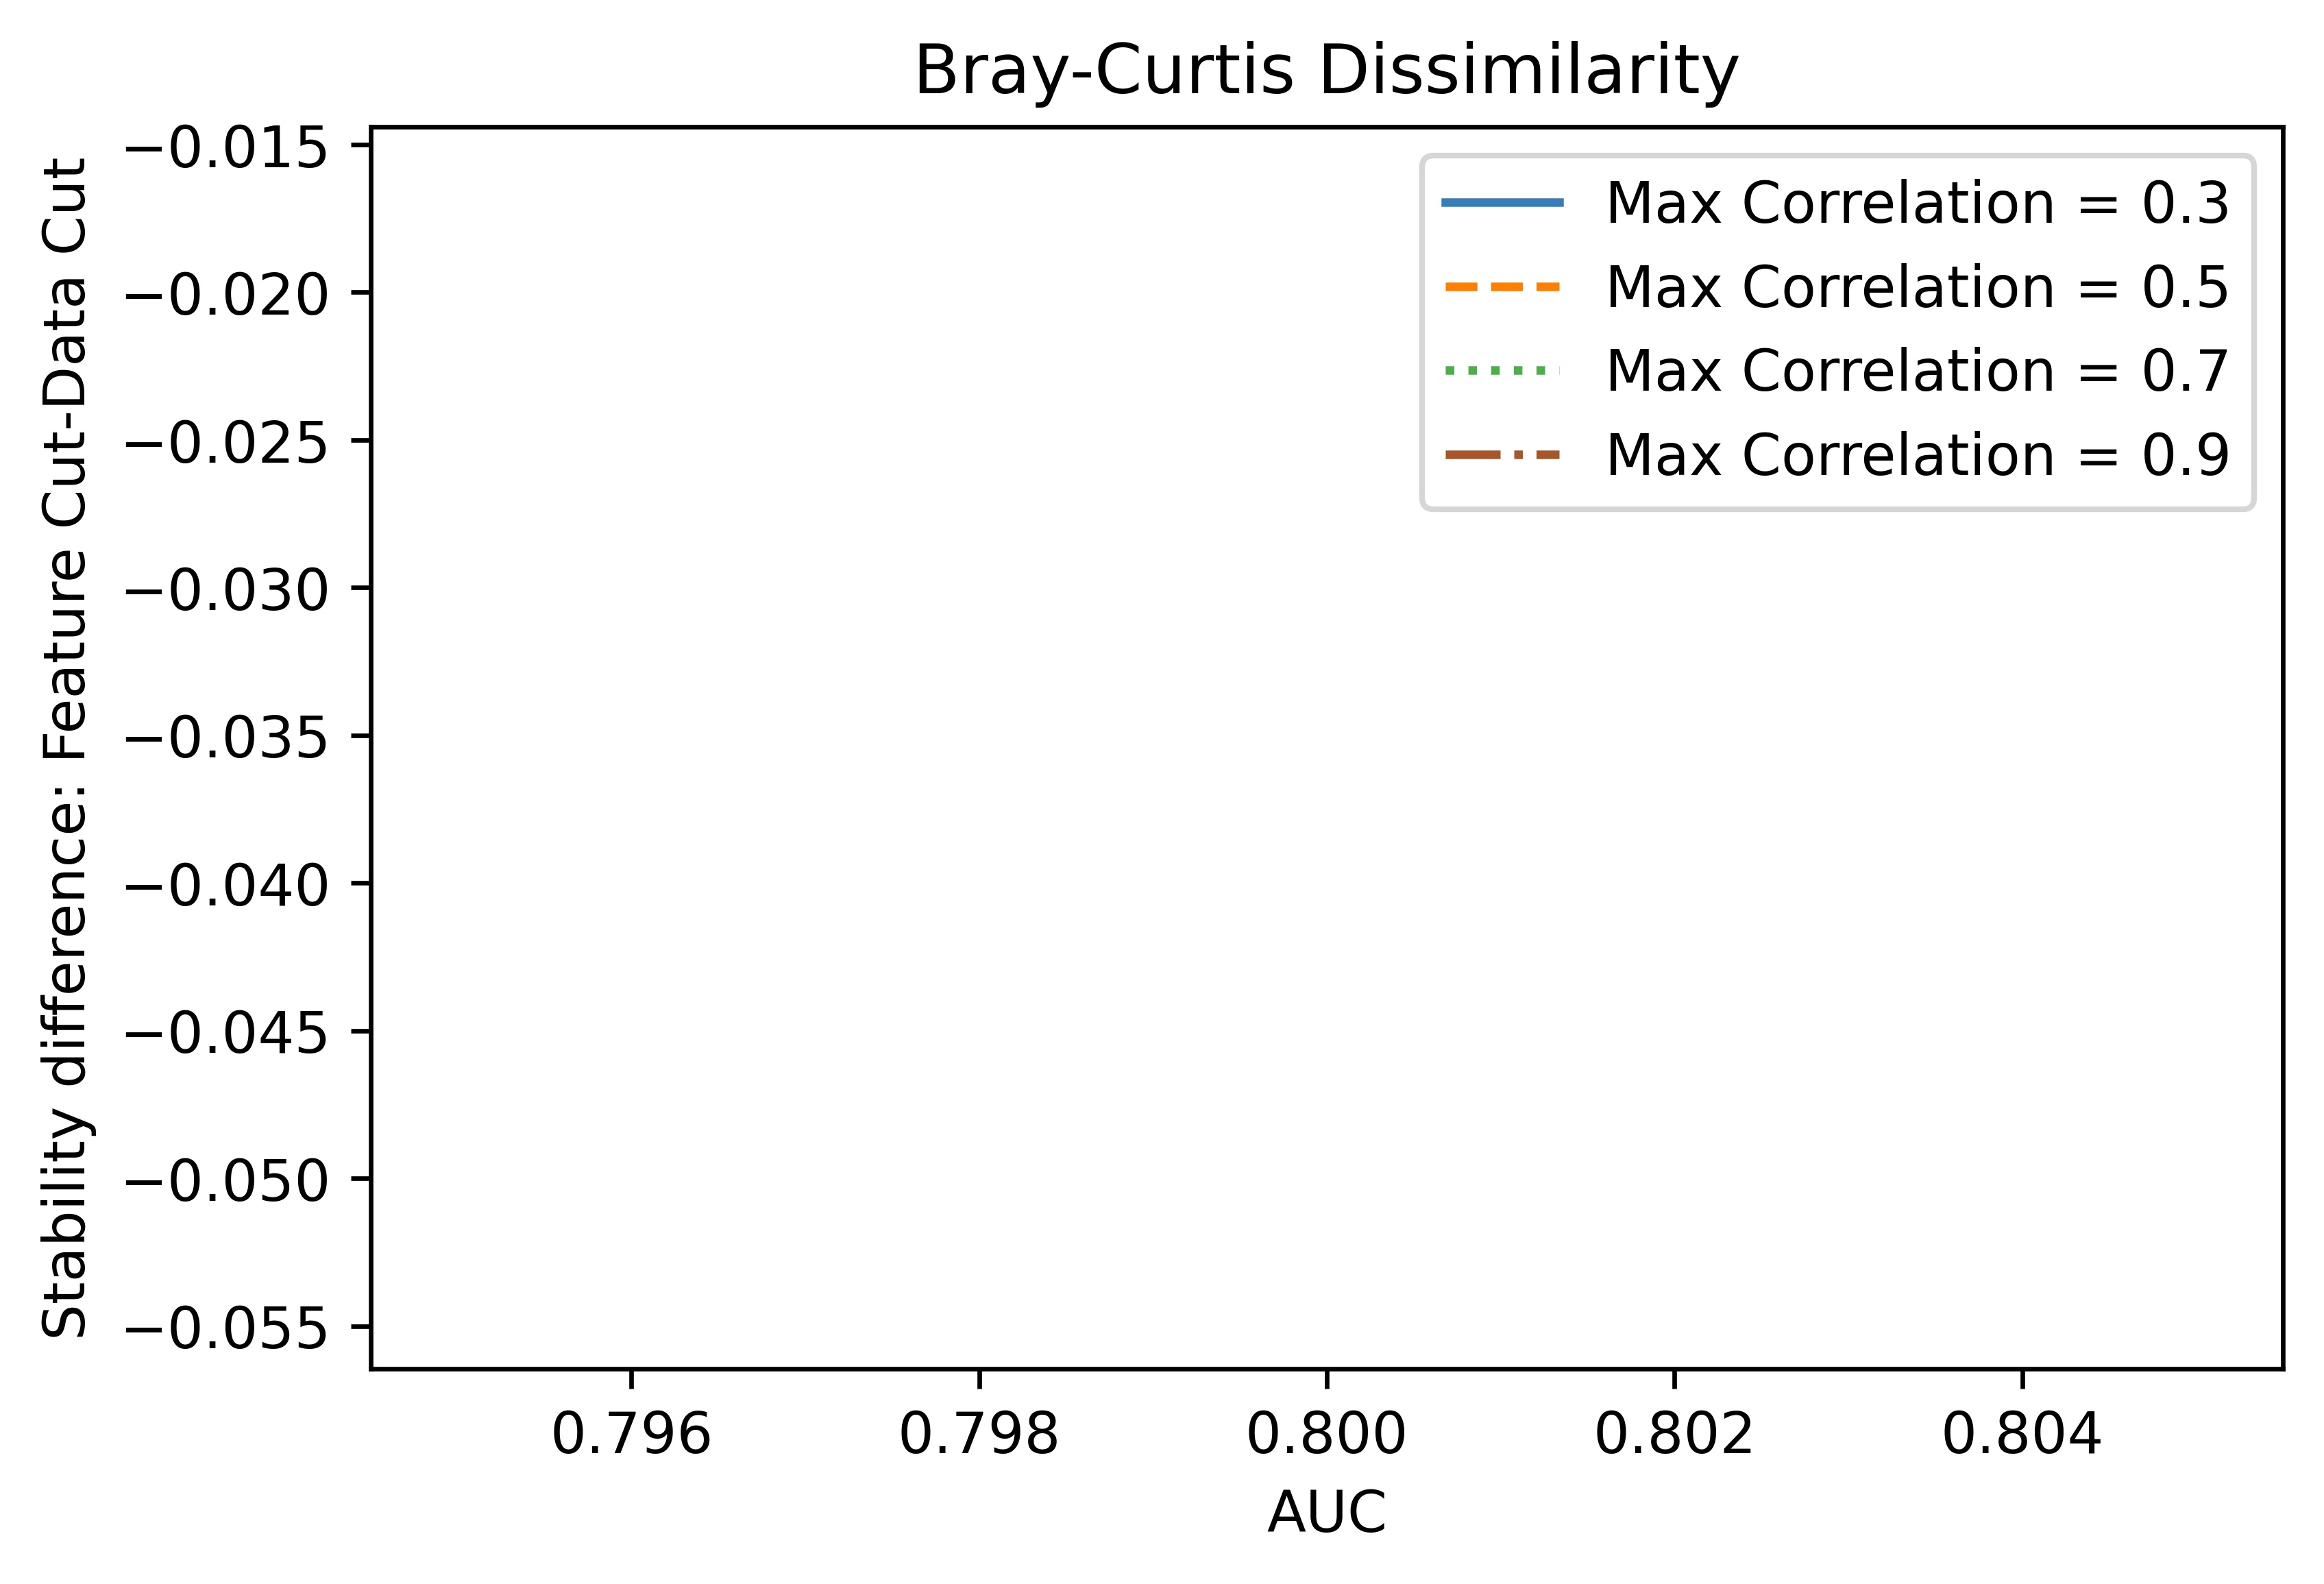 Bray-Curtis Dissimilarity
Stability difference: Feature Cut-Data Cut
−0.015
−0.020
−0.025
−0.030
−0.035
−0.040
−0.045
−0.050
−0.055
Max Correlation = 0.3
Max Correlation = 0.5
Max Correlation = 0.7
Max Correlation = 0.9
0.796 0.798 0.800 0.802 0.804
AUC